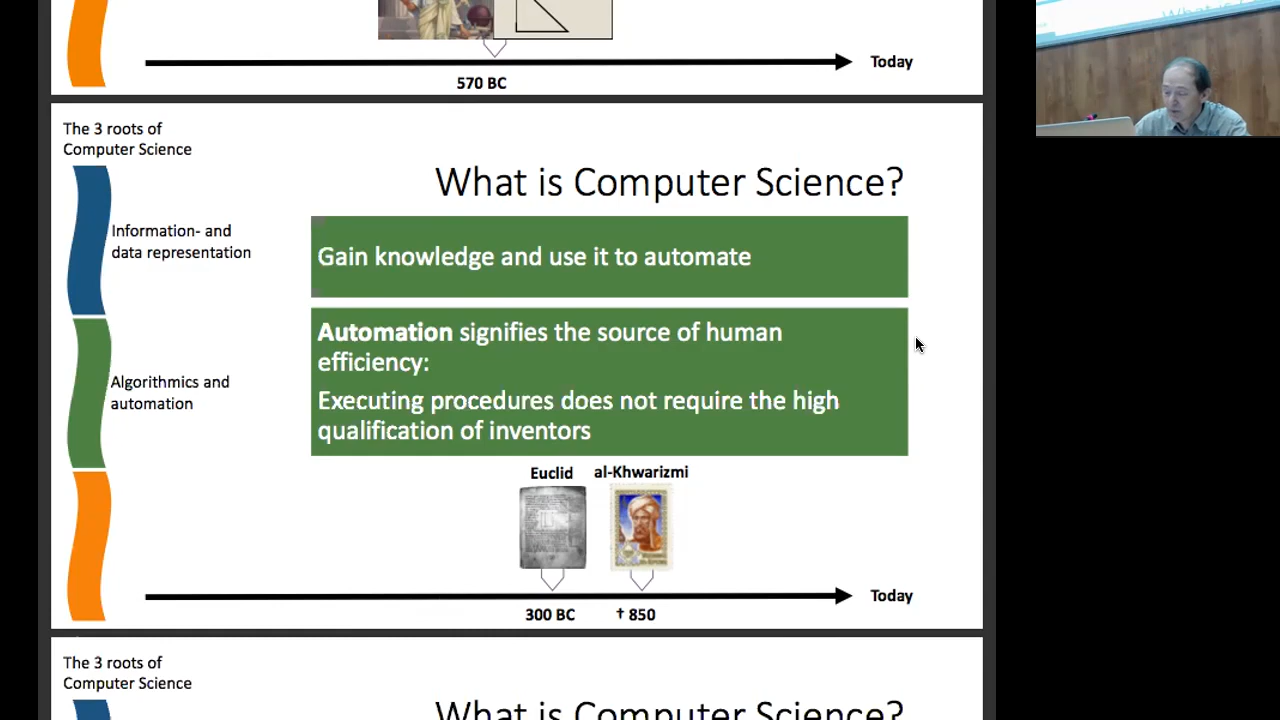 Today
570 BC
The 3 roots of
Computer Science
What is Computer Science?
Information- and
data representation
Gain knowledge and use it to automate
Automation signifies the source of human
efficiency:
Executing procedures does not require the high
qualification of inventors
Algorithmics and
automation
Euclid
al-Khwarizmi
Today
300 BC
† 850
The 3 roots of
Computer Science
What is Computer Science?